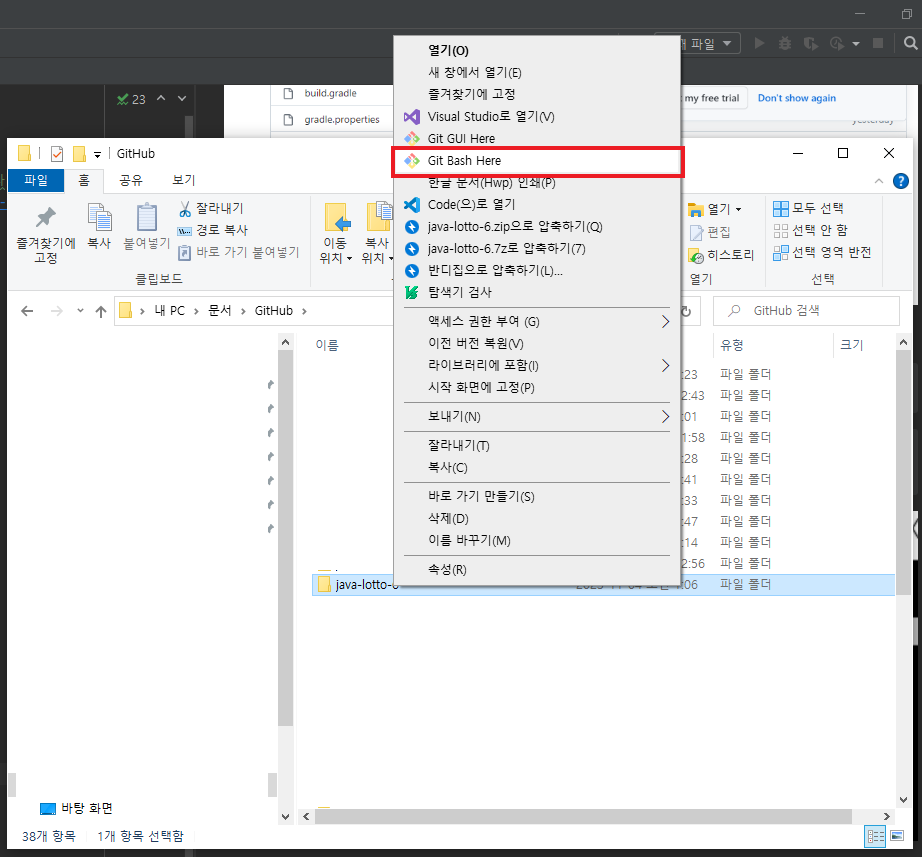 파일
23
build.gradle
gradle.properties
my free trial
Don't show again
yesterday
GitHub
파일
홈
공유
보기
즐겨찾기에 고정
복사
붙여넣기
잘라내기
경로 복사
바로 가기 붙여넣기
클립보드
이동 위치
복사 위치
열기
편집
히스토리
열기
모두 선택
선택 안 함
선택 영역 반전
선택
내 PC
문서
GitHub
GitHub 검색
이름
유형
크기
열기(O)
새 창에서 열기(E)
즐겨찾기에 고정
Visual Studio로 열기(V)
Git GUI Here
Git Bash Here
한글 문서(Hwp) 인쇄(P)
Code(으)로 열기
java-lotto-6.zip으로 압축하기(Q)
java-lotto-6.7z로 압축하기(7)
반디집으로 압축하기(L)...
탐색기 검사
액세스 권한 부여 (G)
이전 버전 복원(V)
라이브러리에 포함(I)
시작 화면에 고정(P)
보내기(N)
잘라내기(T)
복사(C)
바로 가기 만들기(S)
삭제(D)
이름 바꾸기(M)
속성(R)
:23 파일 폴더
2:43 파일 폴더
:01 파일 폴더
1:58 파일 폴더
:28 파일 폴더
:41 파일 폴더
:33 파일 폴더
:47 파일 폴더
:14 파일 폴더
2:56 파일 폴더
java-lotto-6 :06 파일 폴더
바탕 화면
38개 항목
1개 항목 선택함